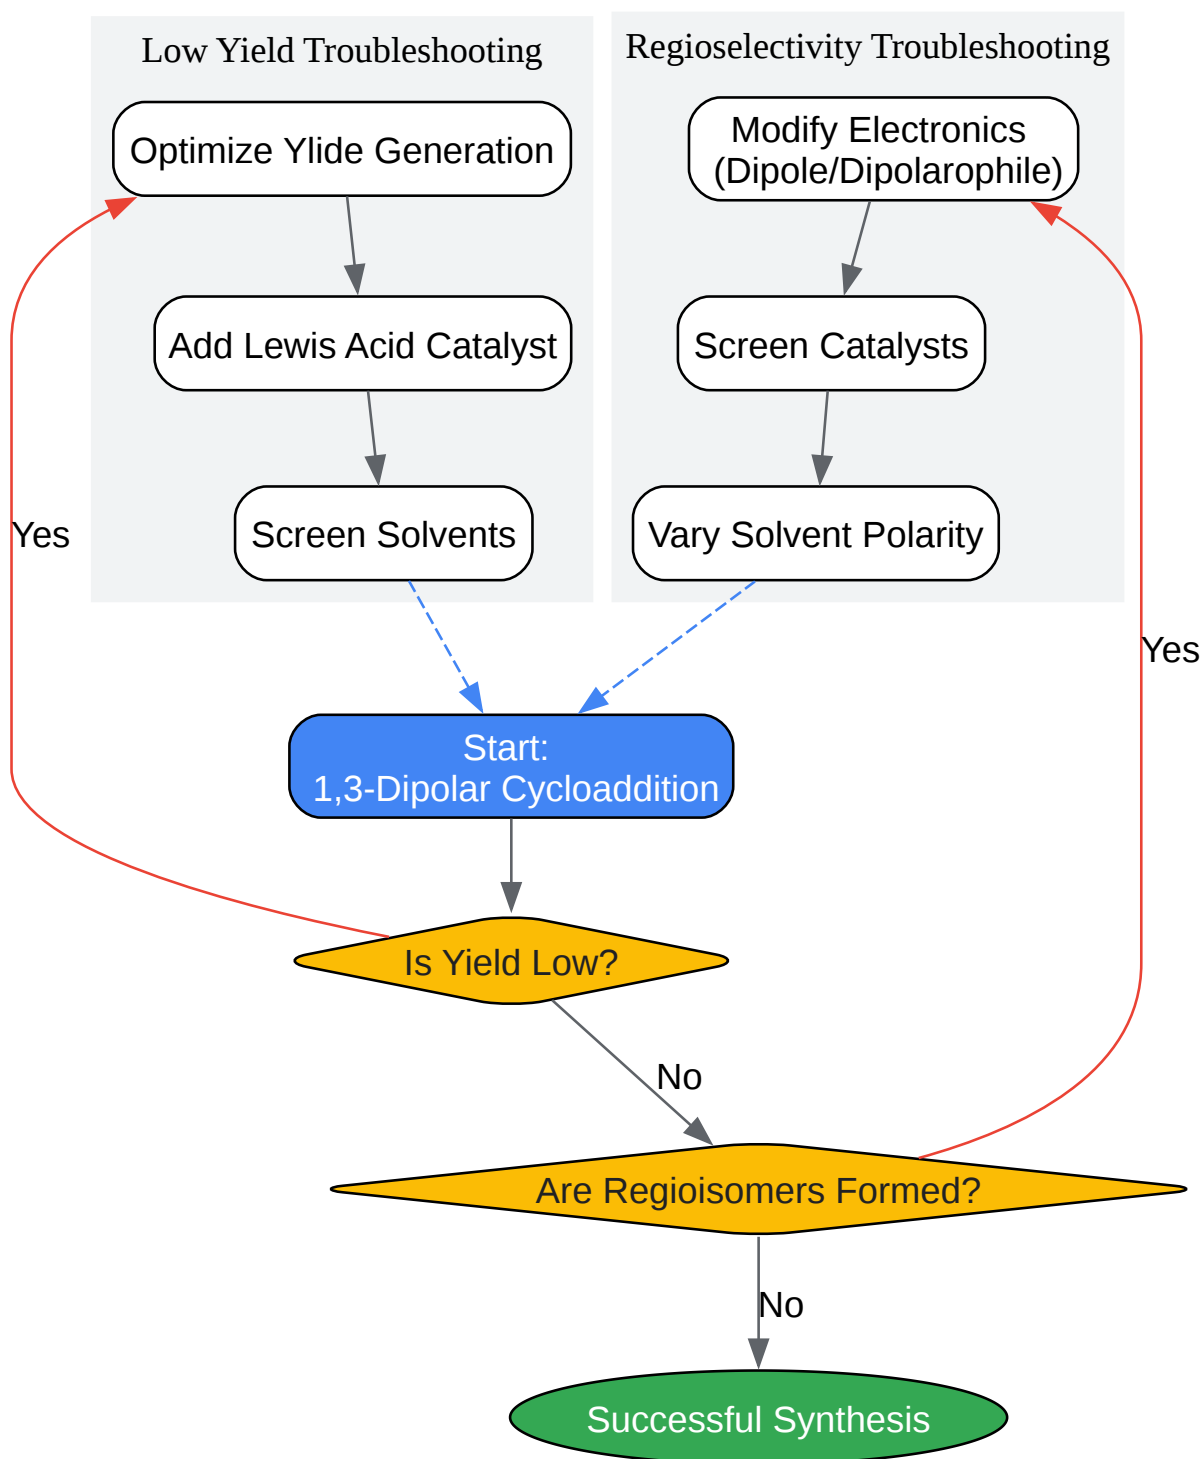 Low Yield Troubleshooting
Optimize Ylide Generation
Add Lewis Acid Catalyst
Screen Solvents
Regioselectivity Troubleshooting
Modify Electronics
(Dipole/Dipolarophile)
Screen Catalysts
Vary Solvent Polarity
Yes
Yes
Start:
1,3-Dipolar Cycloaddition
Is Yield Low?
No
Are Regioisomers Formed?
No
Successful Synthesis